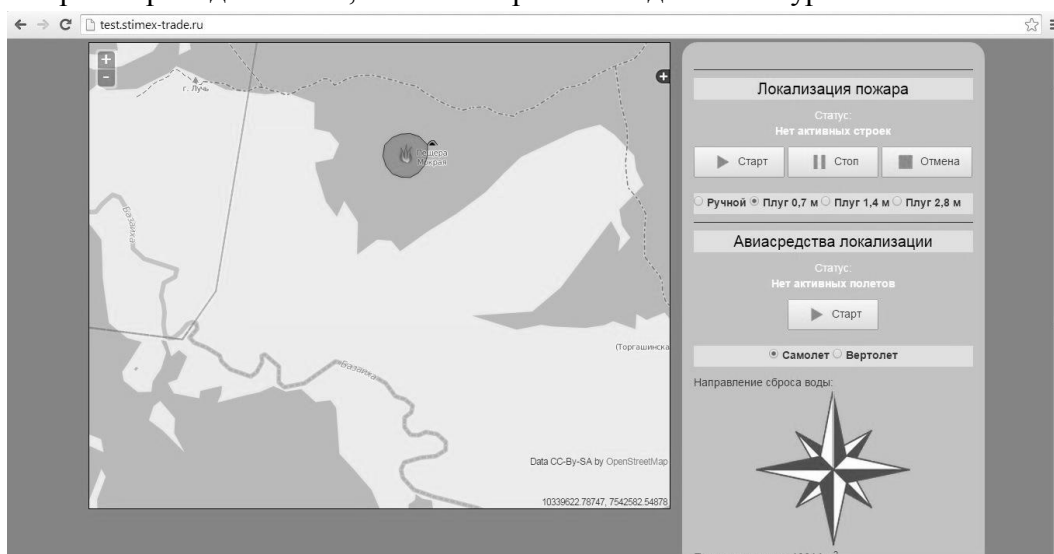 test.stimex-trade.ru
+
-
г. Лучь
+
Пещера
Мокрая
Базаиха
(Торгашинска
Базаиха
Data CC-By-SA by OpenStreetMap
10339622.78747, 7542582.54878
Локализация пожара
Статус:
Нет активных строек
Старт
Стоп
Отмена
Ручной Плуг 0,7 м Плуг 1,4 м Плуг 2,8 м
Авиасредства локализации
Статус:
Нет активных полетов
Старт
Самолет Вертолет
Направление сброса воды: